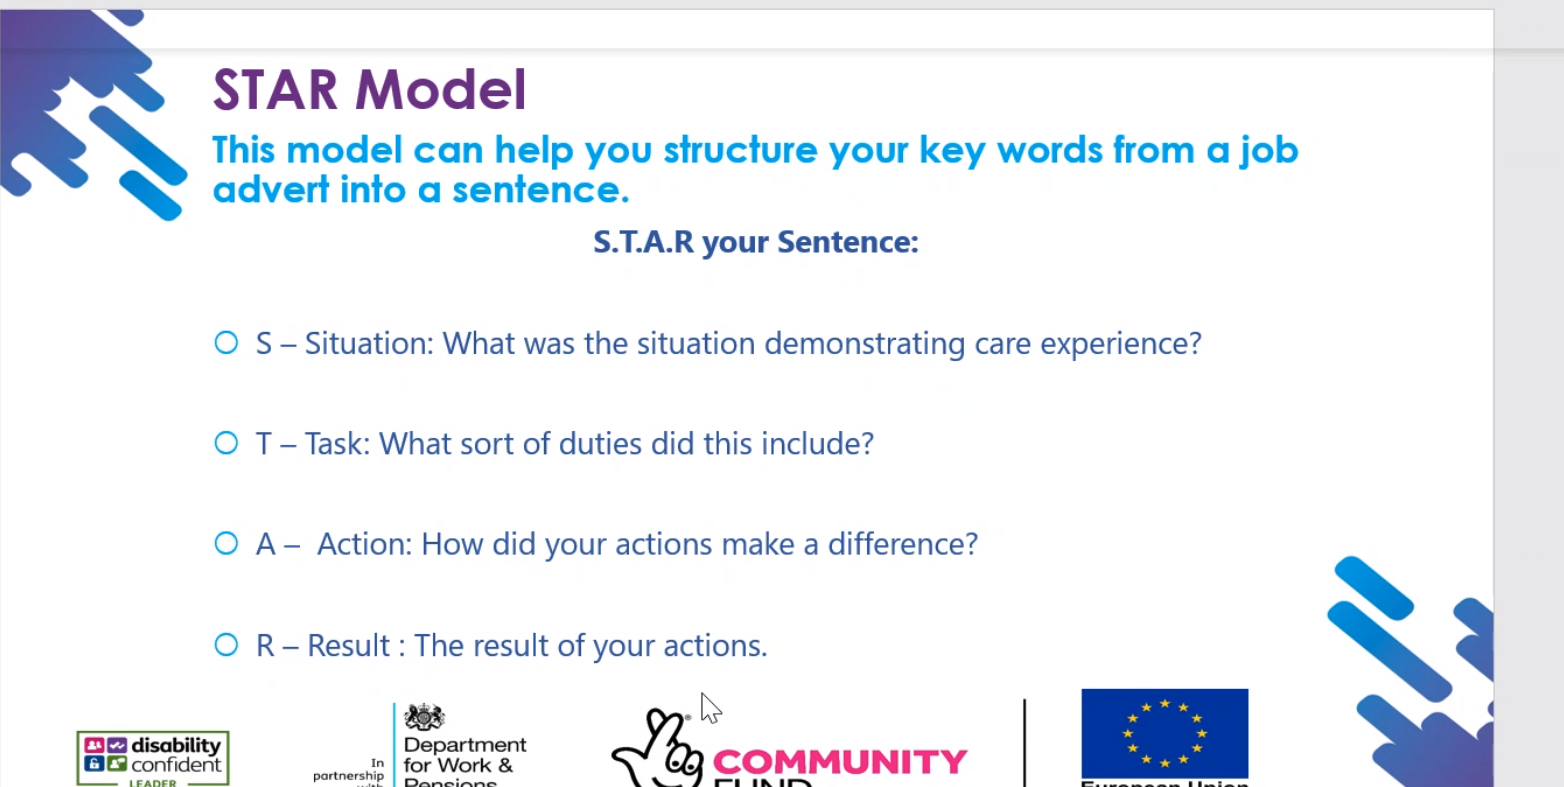 STAR Model
This model can help you structure your key words from a job
advert into a sentence.
S.T.A.R your Sentence:
S – Situation: What was the situation demonstrating care experience?
T – Task: What sort of duties did this include?
A –  Action: How did your actions make a difference?
R – Result : The result of your actions.
disability
confident
LEADER
In
partnership
with
Department
for Work &
Pensions
COMMUNITY
FUND
European Union